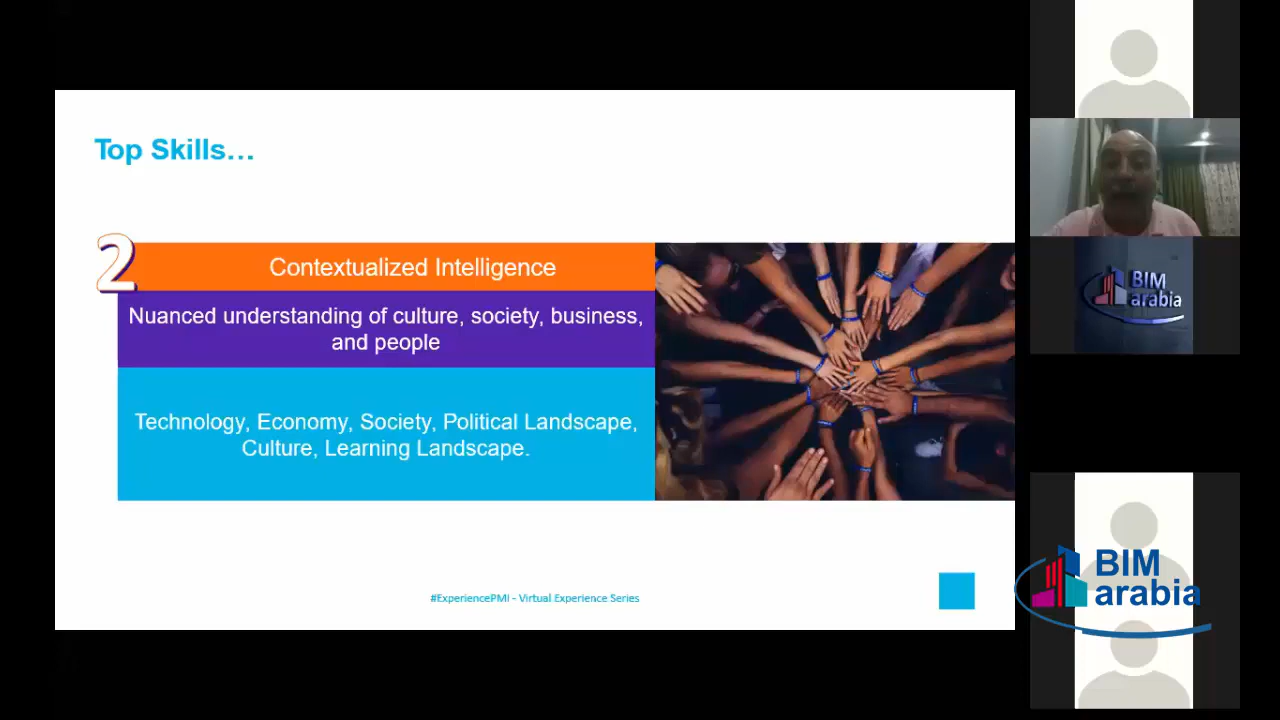 Top Skills…
2
Contextualized Intelligence
Nuanced understanding of culture, society, business,
and people
Technology, Economy, Society, Political Landscape,
Culture, Learning Landscape.
#ExperiencePMI - Virtual Experience Series
BIM
arabia
BIM
arabia